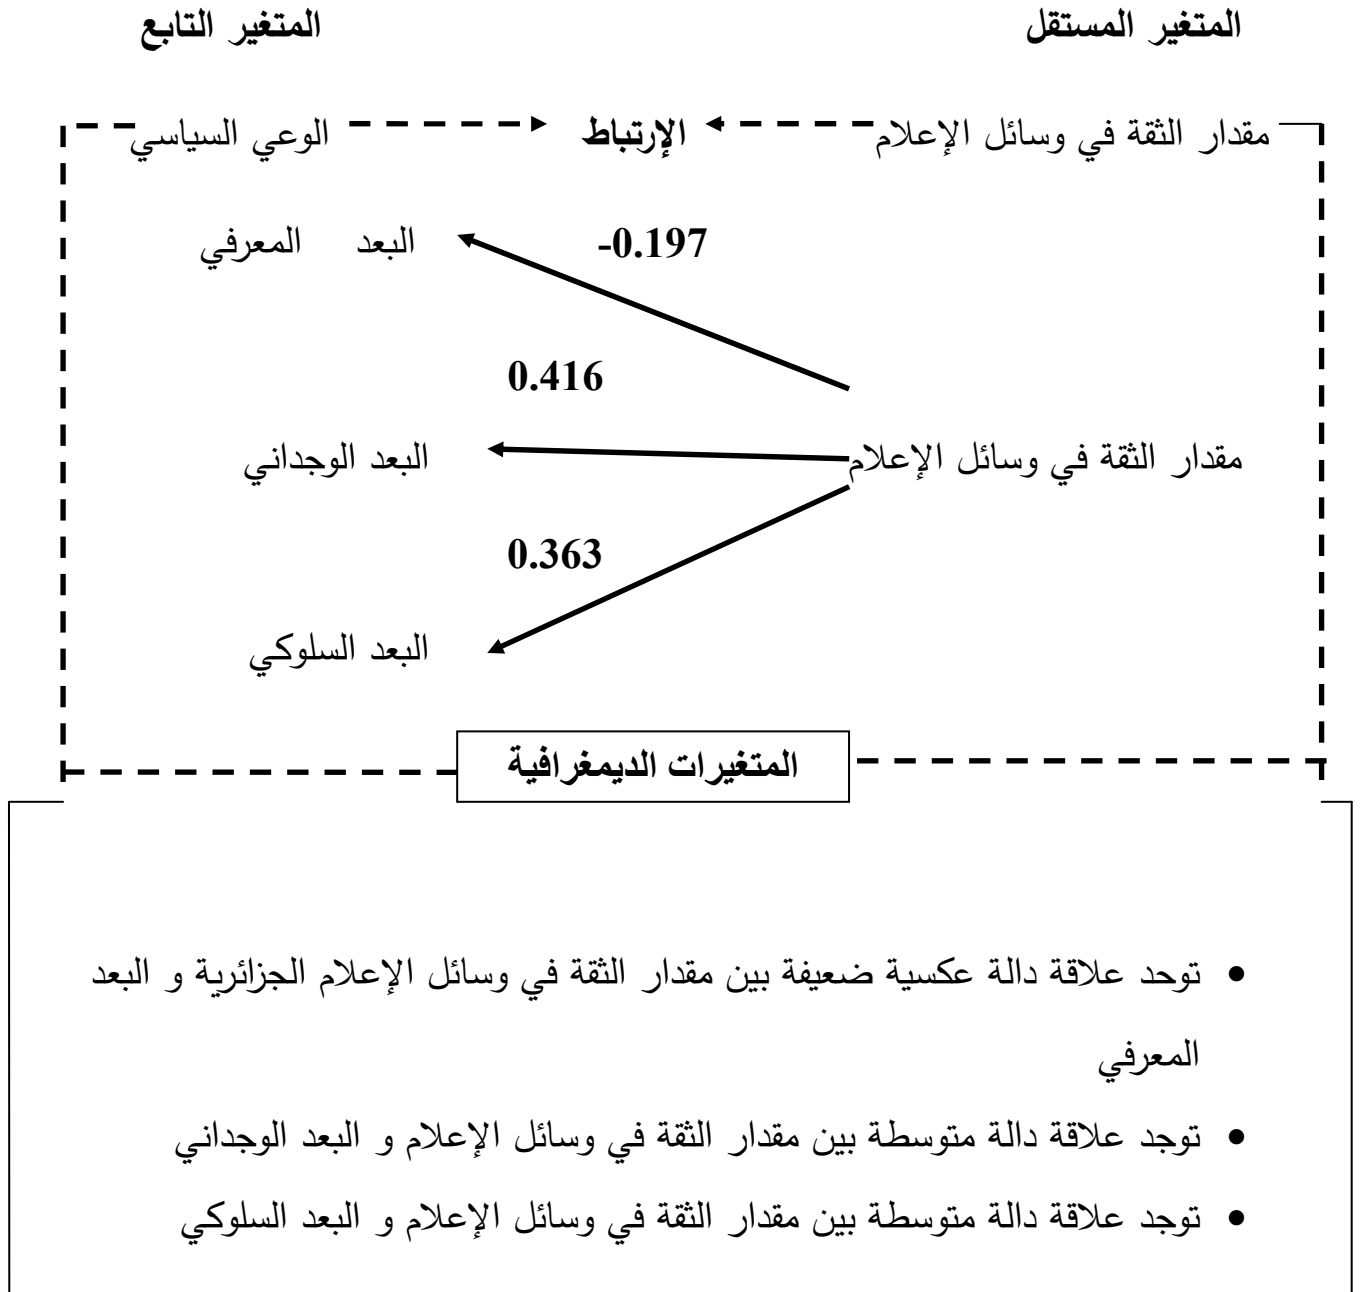 المتغير المستقل المتغير التابع
مقدار الثقة في وسائل الإعلام الإرتباط الوعي السياسي
-0.197 البعد المعرفي
0.416
مقدار الثقة في وسائل الإعلام البعد الوجداني
0.363
البعد السلوكي
المتغيرات الديمغرافية
• توحد علاقة دالة عكسية ضعيفة بين مقدار الثقة في وسائل الإعلام الجزائرية و البعد
المعرفي
• توجد علاقة دالة متوسطة بين مقدار الثقة في وسائل الإعلام و البعد الوجداني
• توجد علاقة دالة متوسطة بين مقدار الثقة في وسائل الإعلام و البعد السلوكي